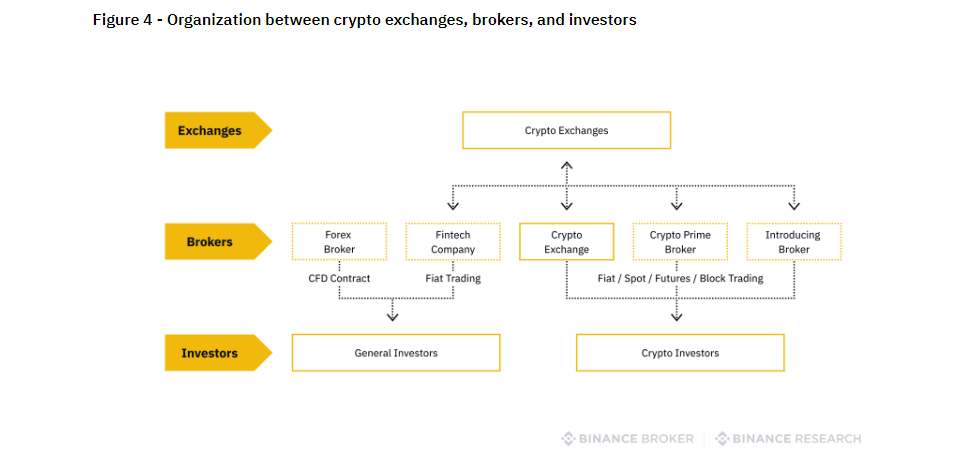 Figure 4 - Organization between crypto exchanges, brokers, and investors
Exchanges
Crypto Exchanges
Brokers
Forex
Broker
Fintech
Company
Crypto
Exchange
Crypto Prime
Broker
Introducing
Broker
CFD Contract
Fiat Trading
Fiat / Spot / Futures / Block Trading
Investors
General Investors
Crypto Investors
BINANCE BROKER
BINANCE RESEARCH